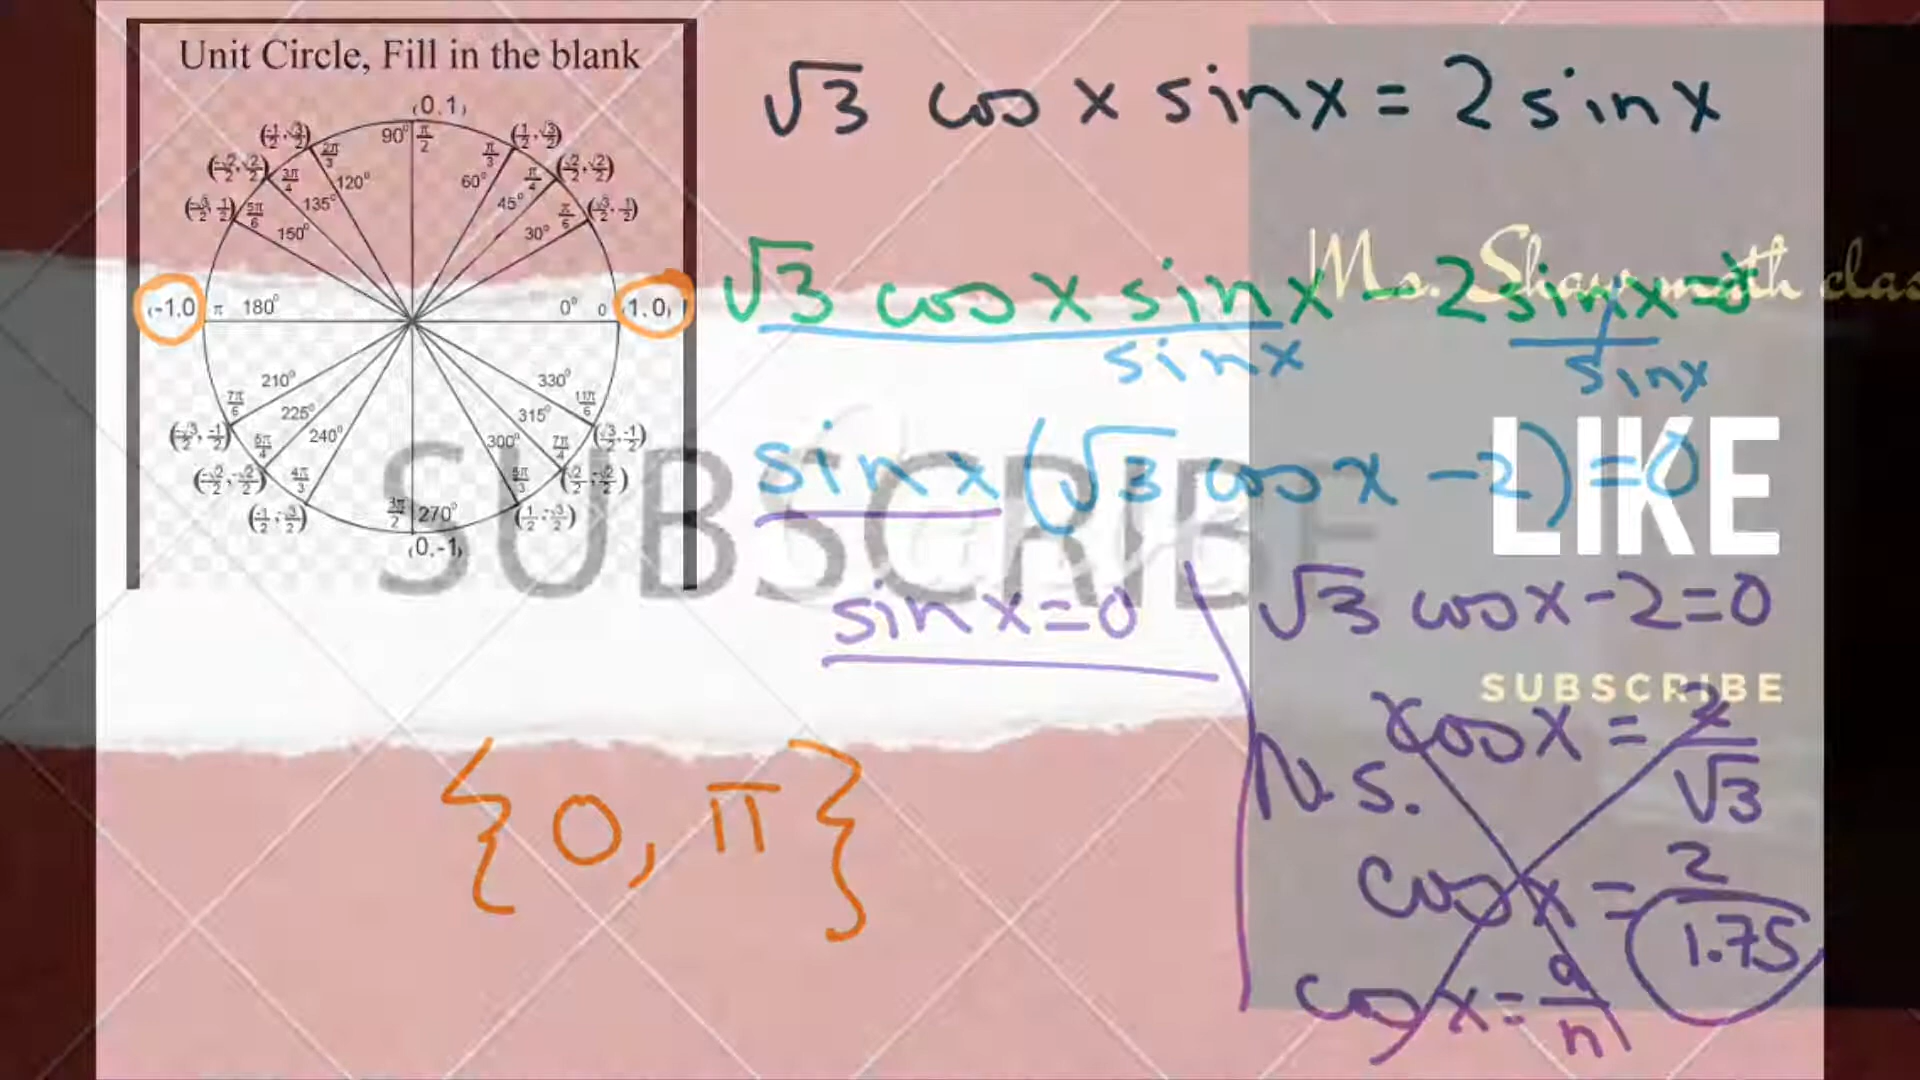 Unit Circle, Fill in the blank
(0,1)
90° π/2
(-1/2, √3/2) 2π/3 120°
(1/2, √3/2) π/3 60°
(-√2/2, √2/2) 3π/4 135°
(√2/2, √2/2) π/4 45°
(-√3/2, 1/2) 5π/6 150°
(√3/2, 1/2) π/6 30°
(-1,0 π 180°
0° 0 (1,0)
210° 7π/6 (-√3/2, -1/2)
330° 11π/6 (√3/2, -1/2)
225° 5π/4 (-√2/2, -√2/2)
315° 7π/4 (√2/2, -√2/2)
240° 4π/3 (-1/2, -√3/2)
300° 5π/3 (1/2, -√3/2)
3π/2 270°
(0,-1)
√3 cos x sin x = 2 sin x
√3 cos x sin x - 2 sin x = 0
sin x sin x
sin x (√3 cos x - 2) = 0
sin x = 0
√3 cos x - 2 = 0
N.S.
cos x = 2/√3
cos x = 2/1.75
cos x = a/h
{0, π}
Ms. Shaw math clas
SUBSCRIBE
LIKE
SUBSCRIBE